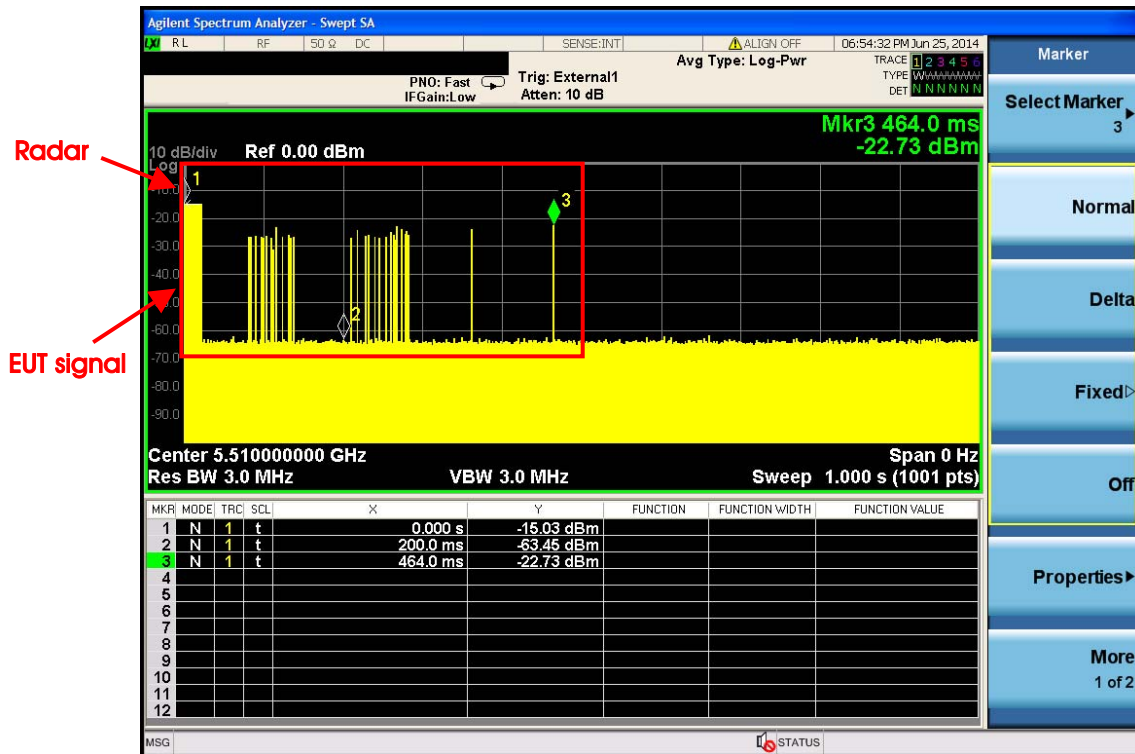 Agilent Spectrum Analyzer - Swept SA
LXI RL RF 50 Ω DC SENSE:INT ALIGN OFF 06:54:32 PM Jun 25, 2014
Avg Type: Log-Pwr
TRACE 1 2 3 4 5 6
TYPE
DET N N N N N N
PNO: Fast Trig: External1
IFGain:Low Atten: 10 dB
Marker
Select Marker
3
Normal
Delta
Fixed
Off
Properties
More
1 of 2
Radar
EUT signal
Mkr3 464.0 ms
-22.73 dBm
10 dB/div Ref 0.00 dBm
Log
-20.0
-30.0
-40.0
-60.0
-70.0
-80.0
-90.0
1
2
3
Center 5.510000000 GHz Span 0 Hz
Res BW 3.0 MHz VBW 3.0 MHz Sweep 1.000 s (1001 pts)
MKR MODE TRC SCL X Y FUNCTION FUNCTION WIDTH FUNCTION VALUE
1 N 1 t 0.000 s -15.03 dBm
2 N 1 t 200.0 ms -63.45 dBm
3 N 1 t 464.0 ms -22.73 dBm
4
5
6
7
8
9
10
11
12
MSG STATUS